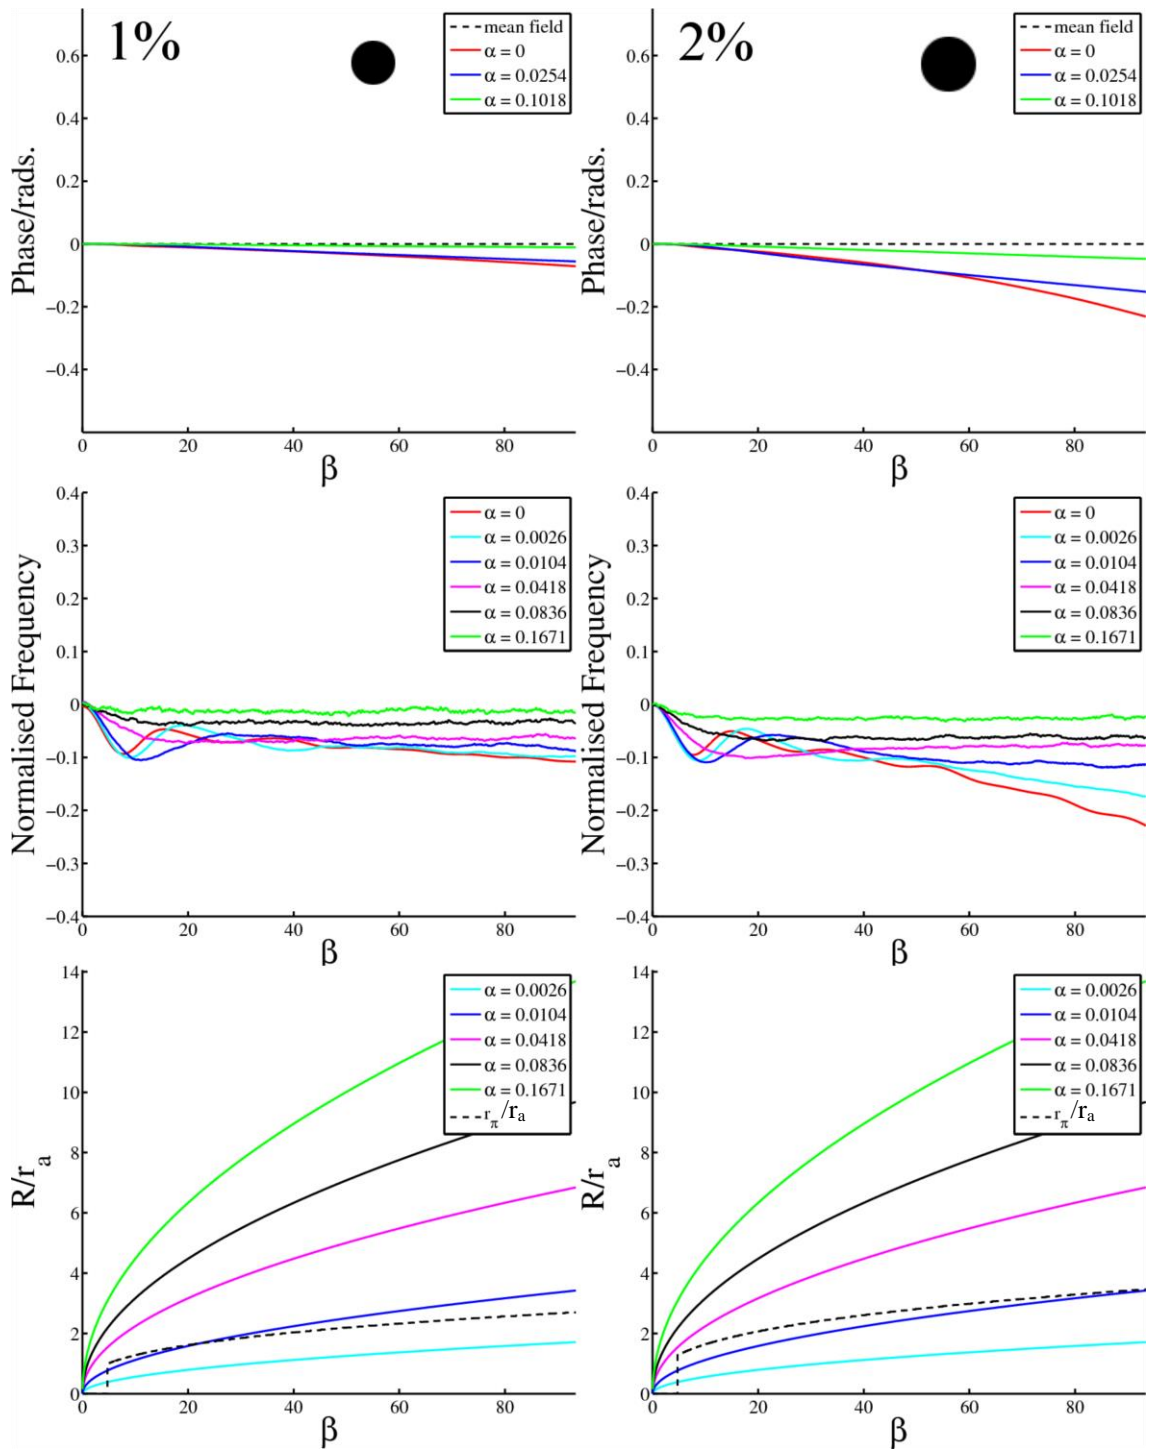 1%
0.6
0.4
0.2
0
−0.2
−0.4
Phase/rads.
mean field
α = 0
α = 0.0254
α = 0.1018
0 20 40 60 80
β
2%
0.6
0.4
0.2
0
−0.2
−0.4
Phase/rads.
mean field
α = 0
α = 0.0254
α = 0.1018
0 20 40 60 80
β
0.4
0.3
0.2
0.1
0
−0.1
−0.2
−0.3
−0.4
Normalised Frequency
α = 0
α = 0.0026
α = 0.0104
α = 0.0418
α = 0.0836
α = 0.1671
0 20 40 60 80
β
0.4
0.3
0.2
0.1
0
−0.1
−0.2
−0.3
−0.4
Normalised Frequency
α = 0
α = 0.0026
α = 0.0104
α = 0.0418
α = 0.0836
α = 0.1671
0 20 40 60 80
β
14
12
10
8
6
4
2
0
R/rₐ
α = 0.0026
α = 0.0104
α = 0.0418
α = 0.0836
α = 0.1671
r_π/rₐ
0 20 40 60 80
β
14
12
10
8
6
4
2
0
R/rₐ
α = 0.0026
α = 0.0104
α = 0.0418
α = 0.0836
α = 0.1671
r_π/rₐ
0 20 40 60 80
β